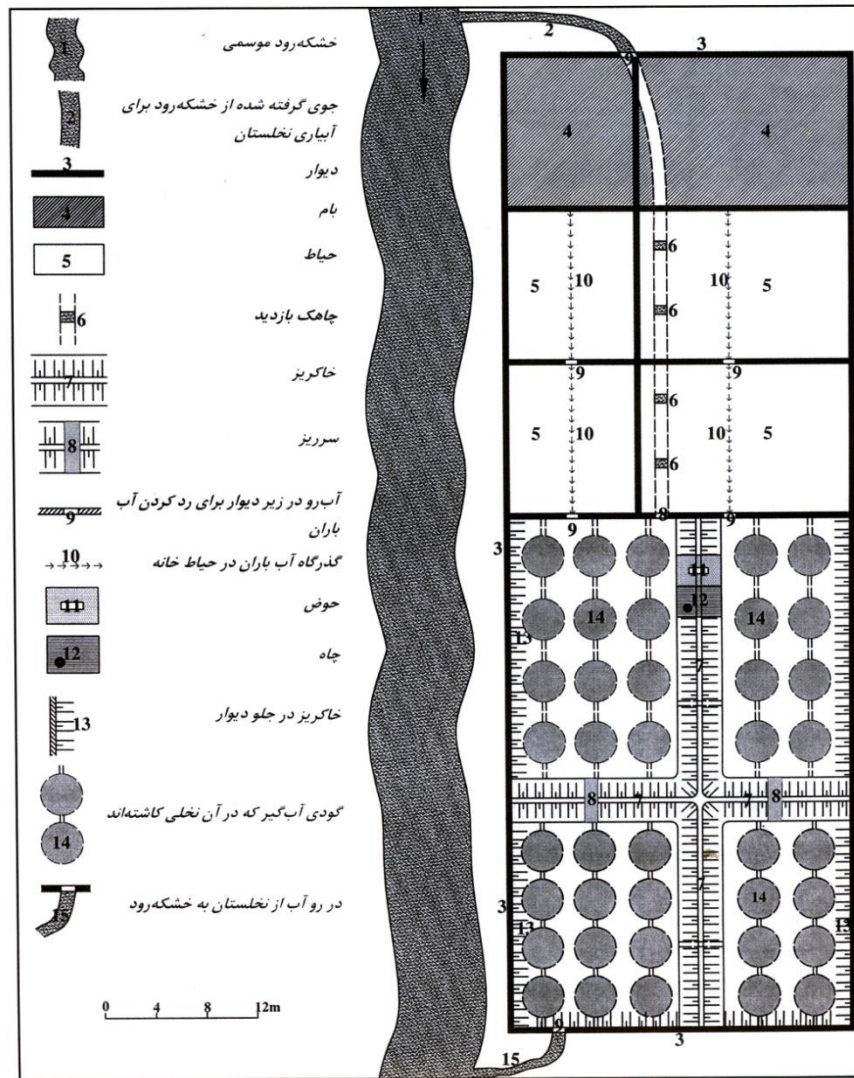 1 خشکه‌رود موسمی
2 جوی گرفته شده از خشکه‌رود برای
آبیاری نخلستان
3 دیوار
4 بام
5 حیاط
6 چاهک بازدید
7 خاکریز
8 سرریز
9 آب‌رو در زیر دیوار برای رد کردن آب
باران
10 گذرگاه آب باران در حیاط خانه
11 حوض
12 چاه
13 خاکریز در جلو دیوار
14 گودی آب‌گیر که در آن نخلی کاشته‌اند
15 در رو آب از نخلستان به خشکه‌رود
0 4 8 12m
1
2
3
9
4 4
6
5 10 10 5
6
9 9
6
5 10 10 5
6
8
9 9
3
11
12
14 14
13
7
8 7 7 8
7
14
3
13 13
9
3
15